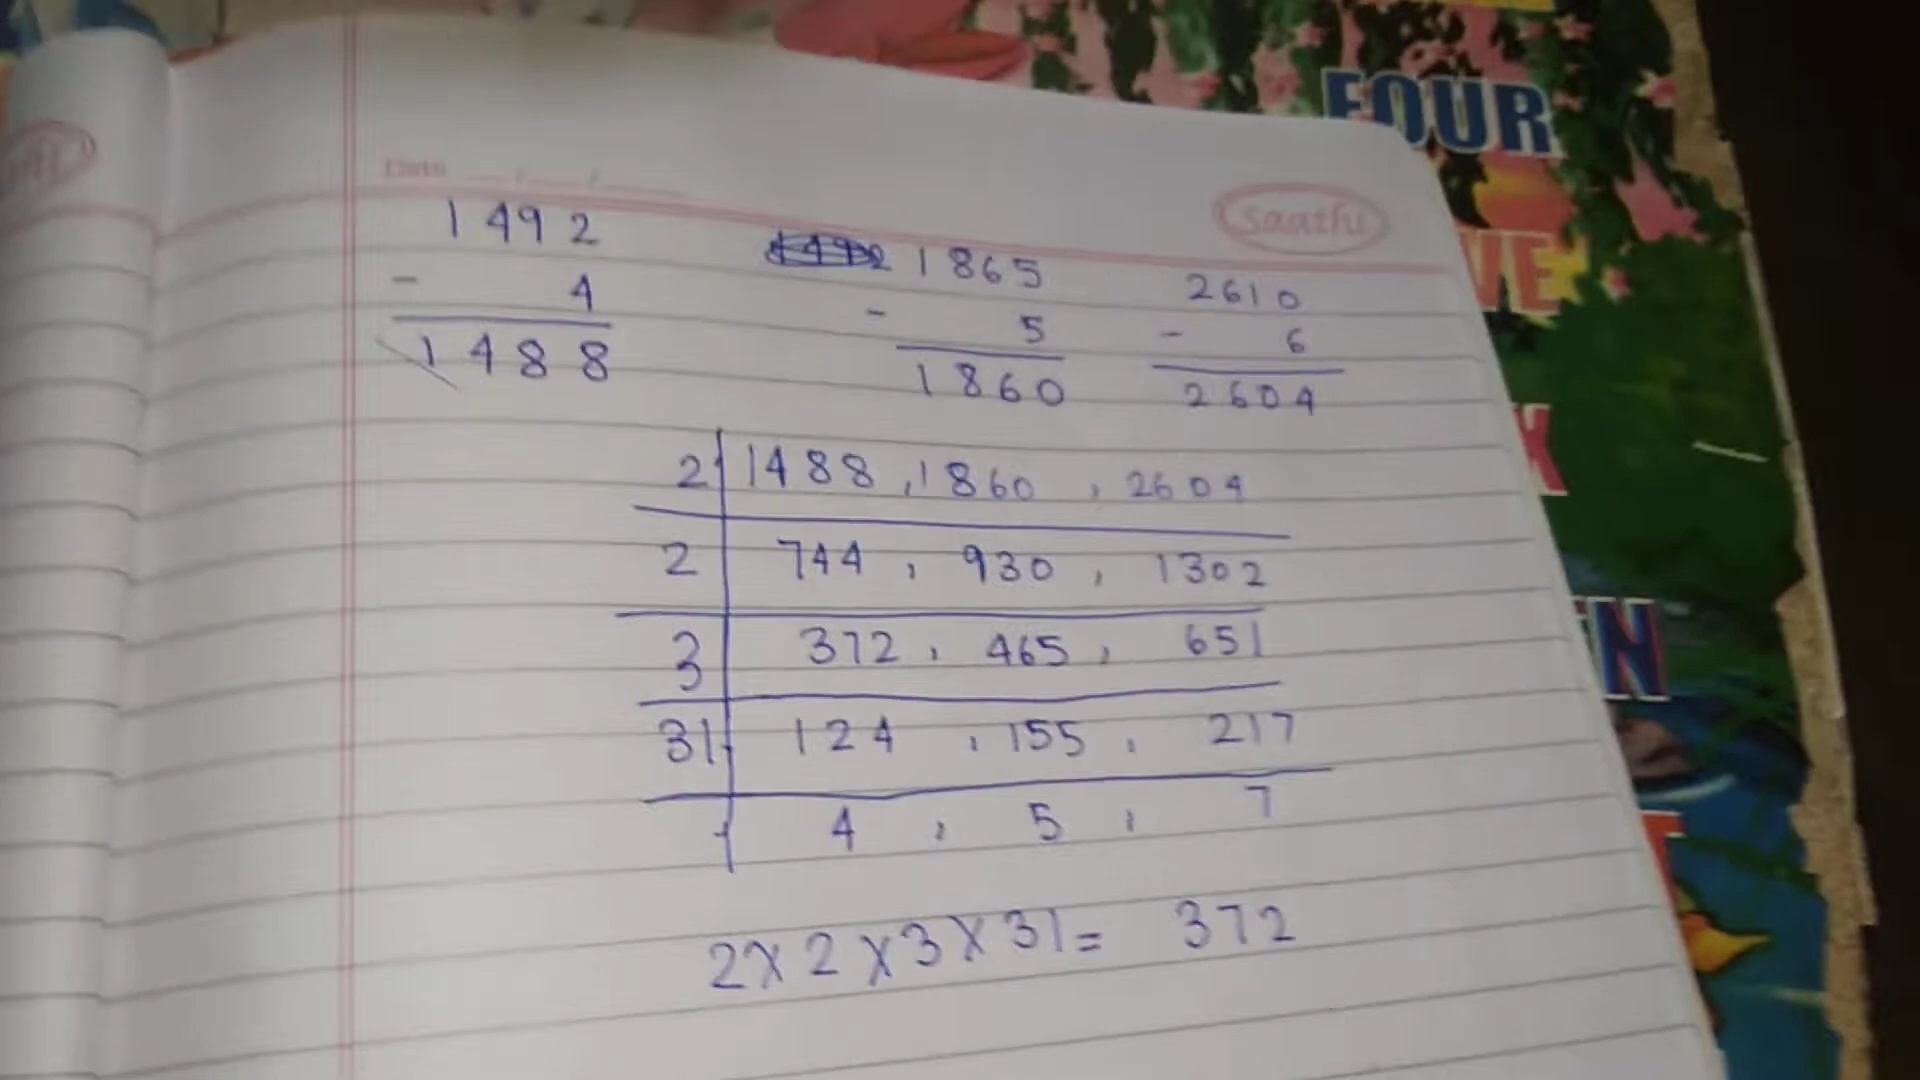 Date
saathi
1492
1865
2610
- 4
- 5
- 6
1488
1860
2604
2 1488, 1860, 2604
2 744, 930, 1302
3 372, 465, 651
31 124, 155, 217
4, 5, 7
2 X 2 X 3 X 31 = 372
FOUR